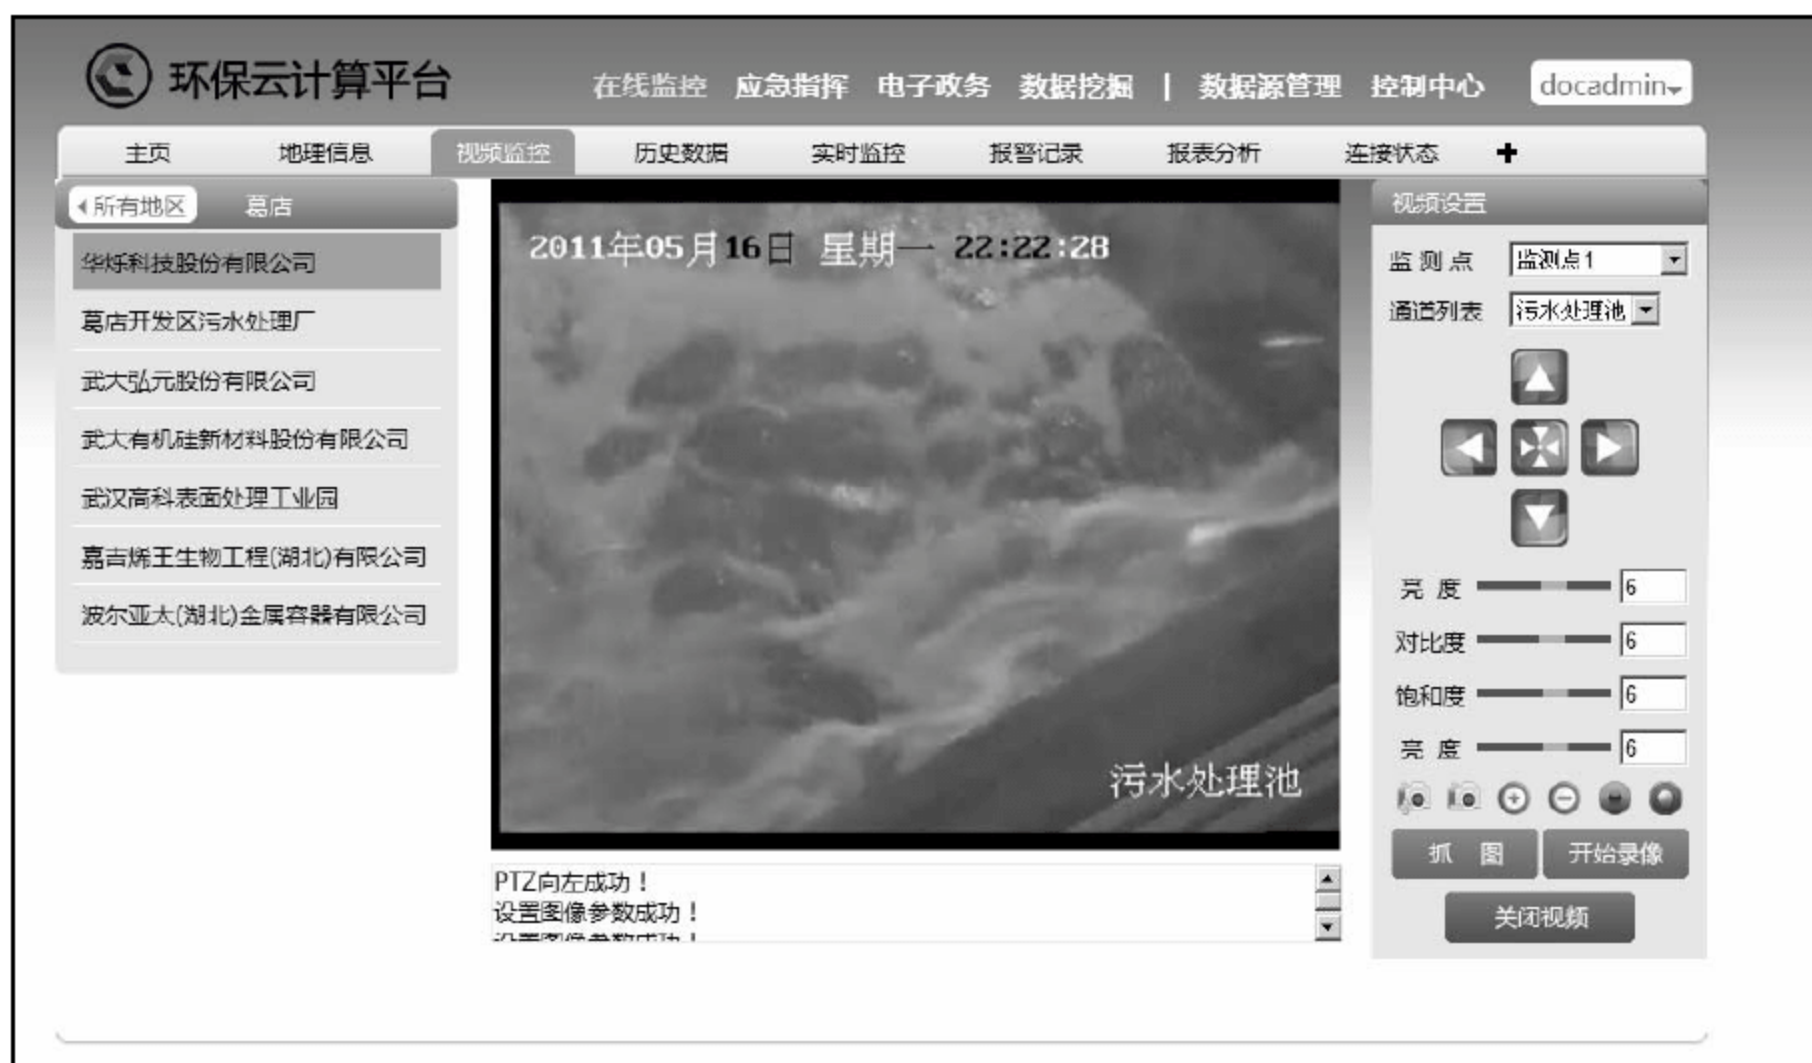 环保云计算平台
在线监控 应急指挥 电子政务 数据挖掘 | 数据源管理 控制中心 docadmin
主页 地理信息 视频监控 历史数据 实时监控 报警记录 报表分析 连接状态
所有地区 葛店
华烁科技股份有限公司
葛店开发区污水处理厂
武大弘元股份有限公司
武大有机硅新材料股份有限公司
武汉高科表面处理工业园
嘉吉烯王生物工程(湖北)有限公司
波尔亚太(湖北)金属容器有限公司
2011年05月16日 星期一 22:22:28
污水处理池
PTZ向左成功！
设置图像参数成功！
设置图像参数成功！
视频设置
监测点 监测点1
通道列表 污水处理池
亮度 6
对比度 6
饱和度 6
亮度 6
抓图 开始录像
关闭视频